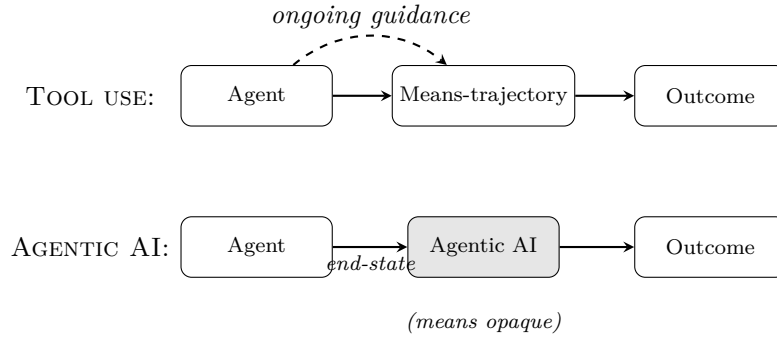 ongoing guidance
TOOL USE: Agent Means-trajectory Outcome
AGENTIC AI: Agent end-state Agentic AI Outcome
(means opaque)